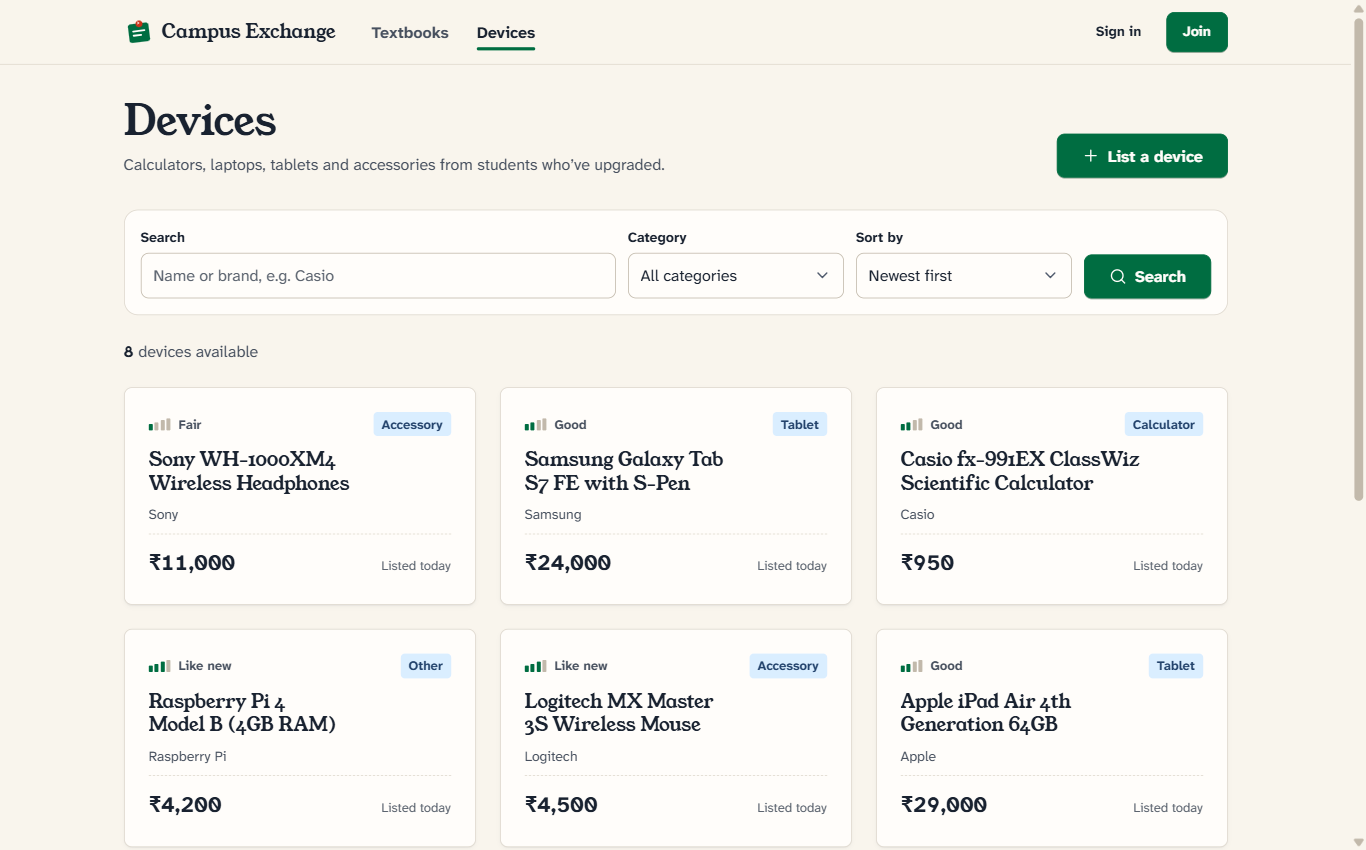 Campus Exchange
Textbooks
Devices
Sign in
Join
Devices
Calculators, laptops, tablets and accessories from students who’ve upgraded.
List a device
Search
Category
Sort by
Name or brand, e.g. Casio
All categories
Newest first
Search
8 devices available
Fair
Accessory
Sony WH-1000XM4
Wireless Headphones
Sony
₹11,000
Listed today
Good
Tablet
Samsung Galaxy Tab
S7 FE with S-Pen
Samsung
₹24,000
Listed today
Good
Calculator
Casio fx-991EX ClassWiz
Scientific Calculator
Casio
₹950
Listed today
Like new
Other
Raspberry Pi 4
Model B (4GB RAM)
Raspberry Pi
₹4,200
Listed today
Like new
Accessory
Logitech MX Master
3S Wireless Mouse
Logitech
₹4,500
Listed today
Good
Tablet
Apple iPad Air 4th
Generation 64GB
Apple
₹29,000
Listed today